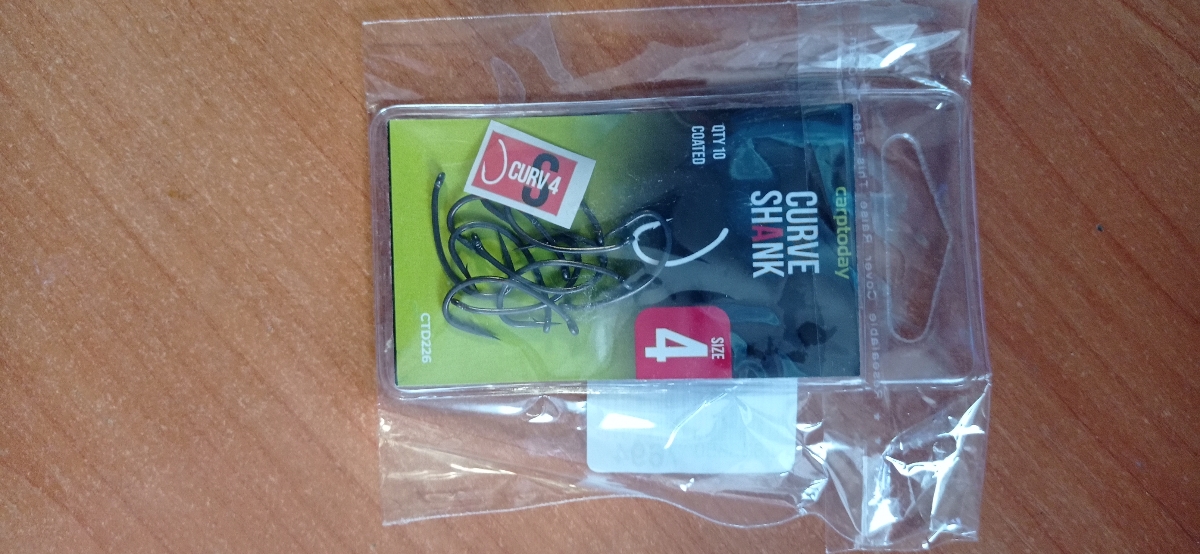 carptoday
CURVE
SHANK
QTY 10
COATED
SIZE
4
CURV 4
CTD226